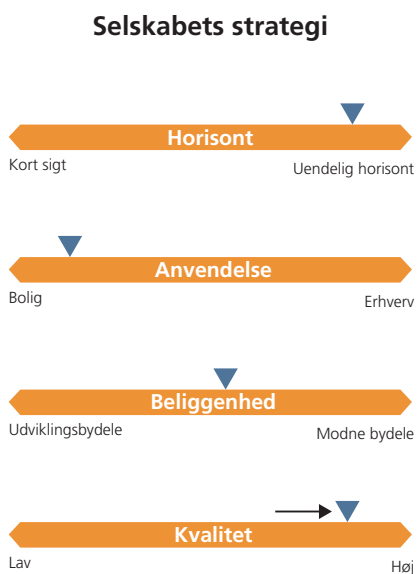 Selskabets strategi
Horisont
Kort sigt
Uendelig horisont
Anvendelse
Bolig
Erhverv
Beliggenhed
Udviklingsbydele
Modne bydele
Kvalitet
Lav
Høj